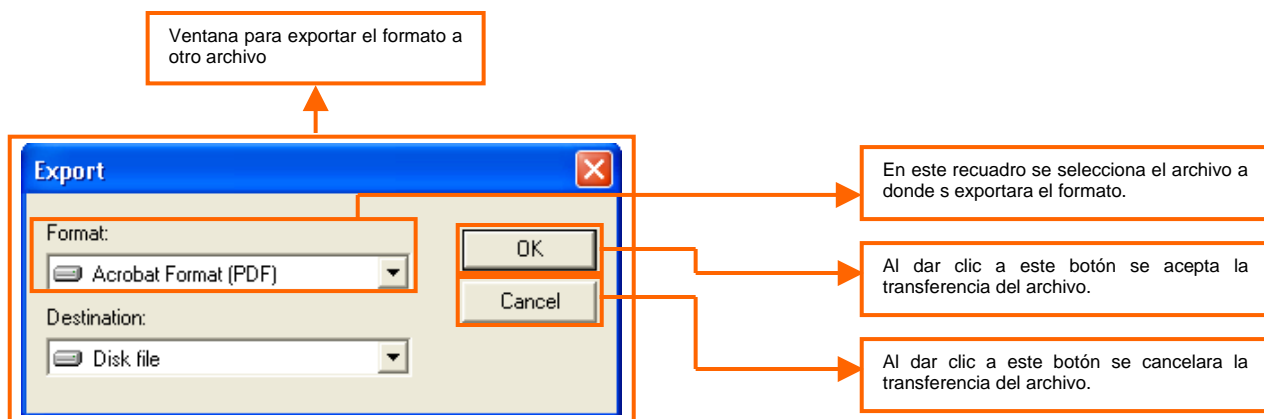 Ventana para exportar el formato a
otro archivo
Export
En este recuadro se selecciona el archivo a
donde s exportara el formato.
Format:
Acrobat Format (PDF)
OK
Al dar clic a este botón se acepta la
transferencia del archivo.
Cancel
Destination:
Disk file
Al dar clic a este botón se cancelara la
transferencia del archivo.